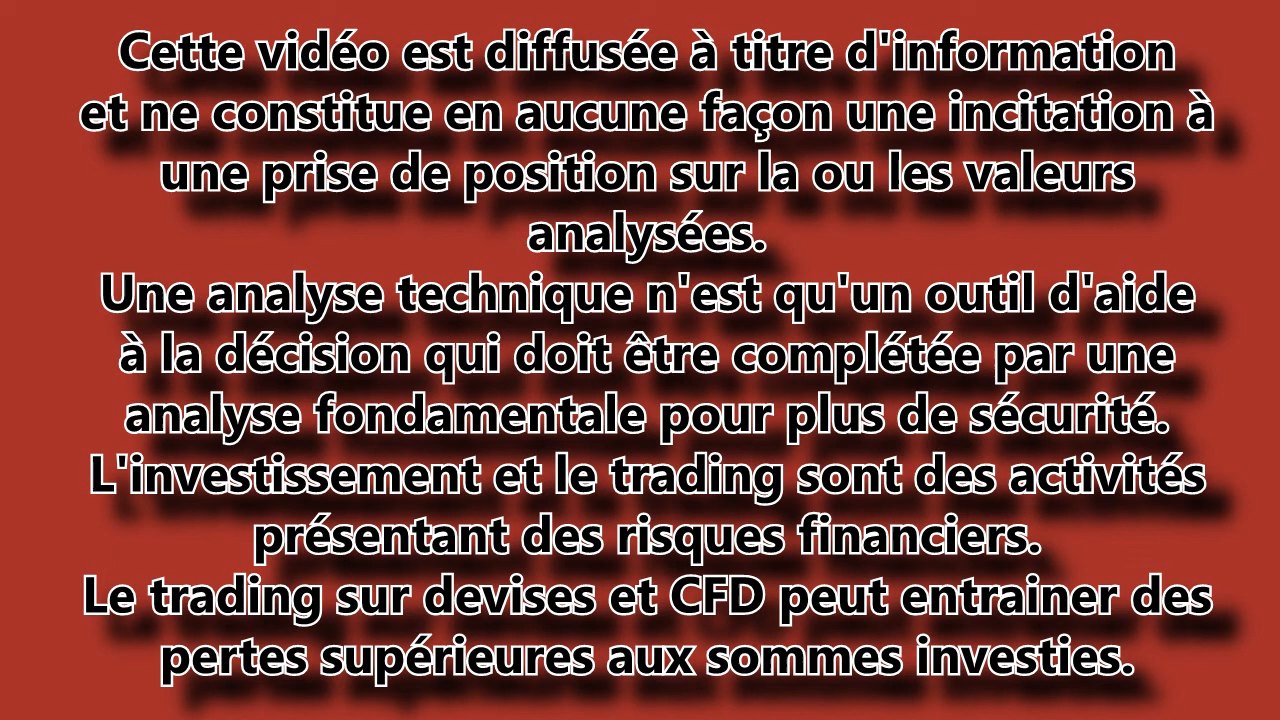 Cette vidéo est diffusée à titre d'information
et ne constitue en aucune façon une incitation à
une prise de position sur la ou les valeurs
analysées.
Une analyse technique n'est qu'un outil d'aide
à la décision qui doit être complétée par une
analyse fondamentale pour plus de sécurité.
L'investissement et le trading sont des activités
présentant des risques financiers.
Le trading sur devises et CFD peut entrainer des
pertes supérieures aux sommes investies.